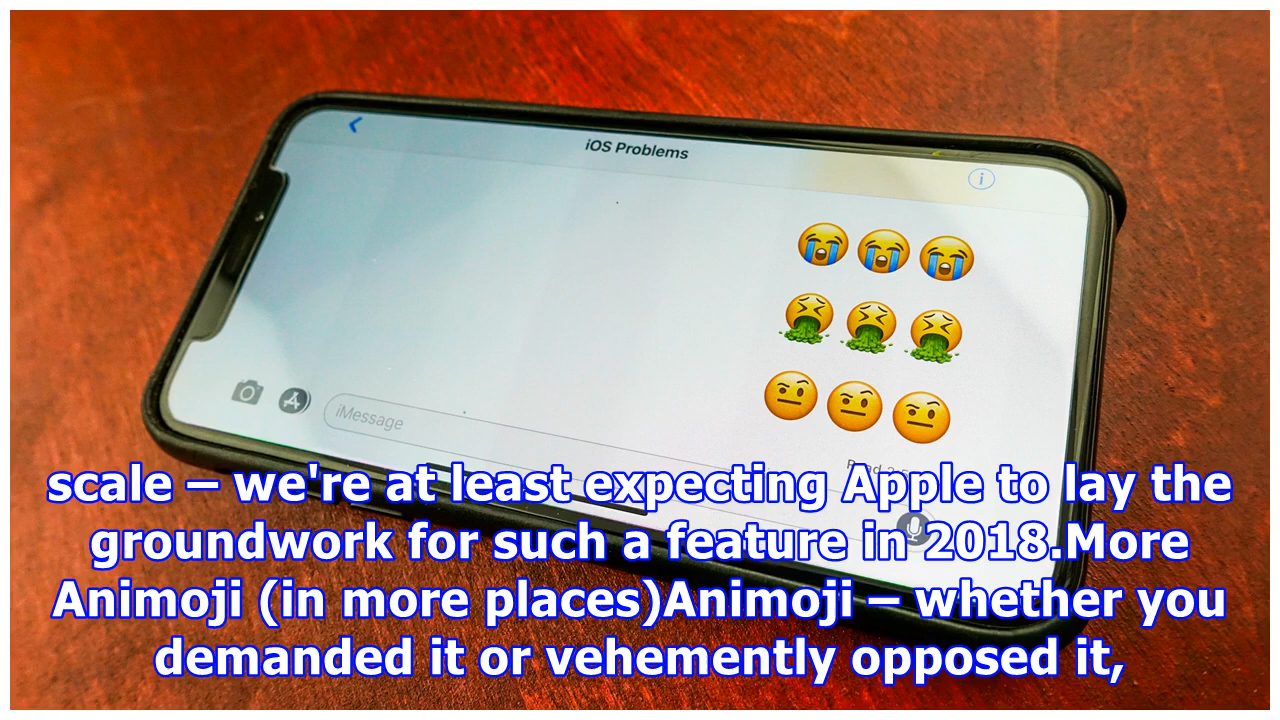 iOS Problems
iMessage
scale – we're at least expecting Apple to lay the
groundwork for such a feature in 2018.More
Animoji (in more places)Animoji – whether you
demanded it or vehemently opposed it,